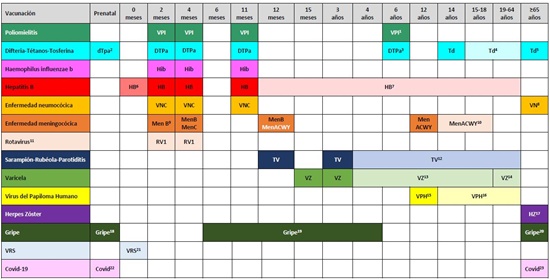 Vacunación Prenatal 0 meses 2 meses 4 meses 6 meses 11 meses 12 meses 15 meses 3 años 4 años 6 años 12 años 14 años 15-18 años 19-64 años ≥65 años
Poliomielitis VPI VPI VPI VPI¹
Difteria-Tétanos-Tosferina dTpa² DTPa DTPa DTPa DTPa³ Td Td⁴ Td⁵
Haemophilus influenzae b Hib Hib Hib
Hepatitis B HB⁶ HB HB HB HB⁷
Enfermedad neumocócica VNC VNC VNC VN⁸
Enfermedad meningocócica Men B⁹ MenB MenC MenB MenACWY Men ACWY MenACWY¹⁰
Rotavirus¹¹ RV1 RV1
Sarampión-Rubéola-Parotiditis TV TV TV¹²
Varicela VZ VZ VZ¹³ VZ¹⁴
Virus del Papiloma Humano VPH¹⁵ VPH¹⁶
Herpes Zóster HZ¹⁷
Gripe Gripe¹⁸ Gripe¹⁹ Gripe²⁰
VRS VRS²¹
Covid-19 Covid²² Covid²³